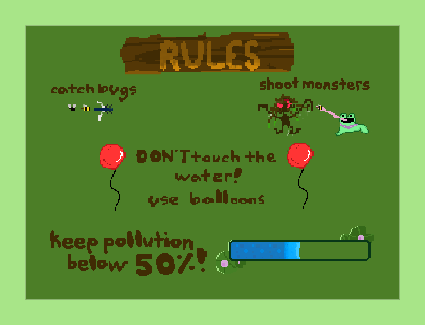 RULES
catch bugs
shoot monsters
DON'T touch the
water!
use balloons
keep pollution
below 50%!